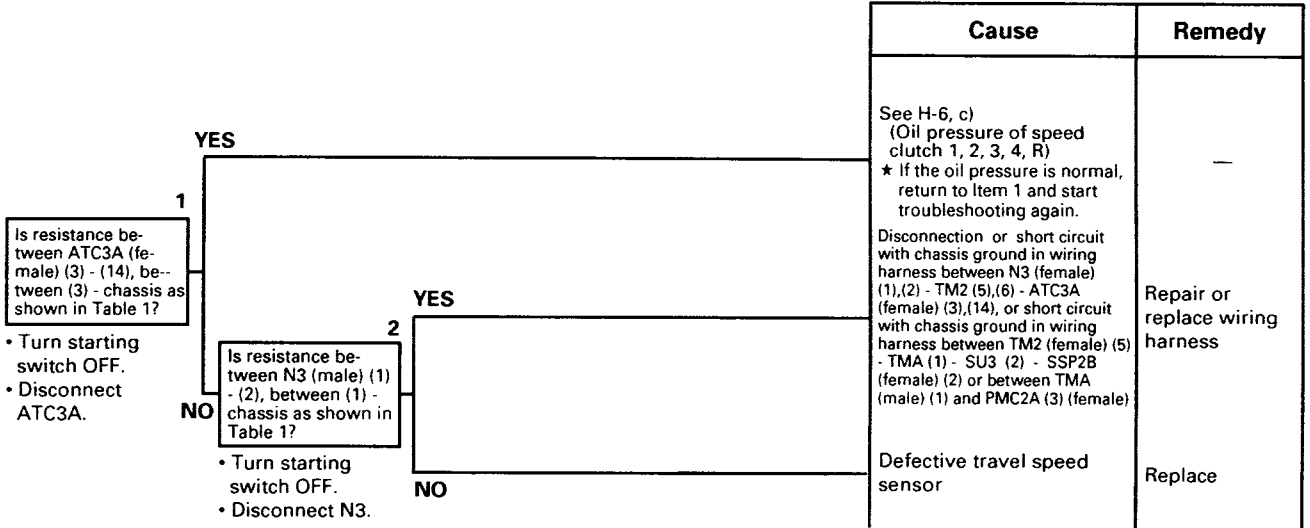 Cause
Remedy
YES
See H-6, c)
(Oil pressure of speed
clutch 1, 2, 3, 4, R)
★ If the oil pressure is normal,
return to Item 1 and start
troubleshooting again.
—
1
Is resistance be-
tween ATC3A (fe-
male) (3) - (14), be--
tween (3) - chassis as
shown in Table 1?
• Turn starting
switch OFF.
• Disconnect
ATC3A.
NO
YES
2
Is resistance be-
tween N3 (male) (1)
- (2), between (1) -
chassis as shown in
Table 1?
• Turn starting
switch OFF.
• Disconnect N3.
NO
Disconnection or short circuit
with chassis ground in wiring
harness between N3 (female)
(1),(2) - TM2 (5),(6) - ATC3A
(female) (3),(14), or short circuit
with chassis ground in wiring
harness between TM2 (female) (5)
- TMA (1) - SU3 (2) - SSP2B
(female) (2) or between TMA
(male) (1) and PMC2A (3) (female)
Repair or
replace wiring
harness
Defective travel speed
sensor
Replace